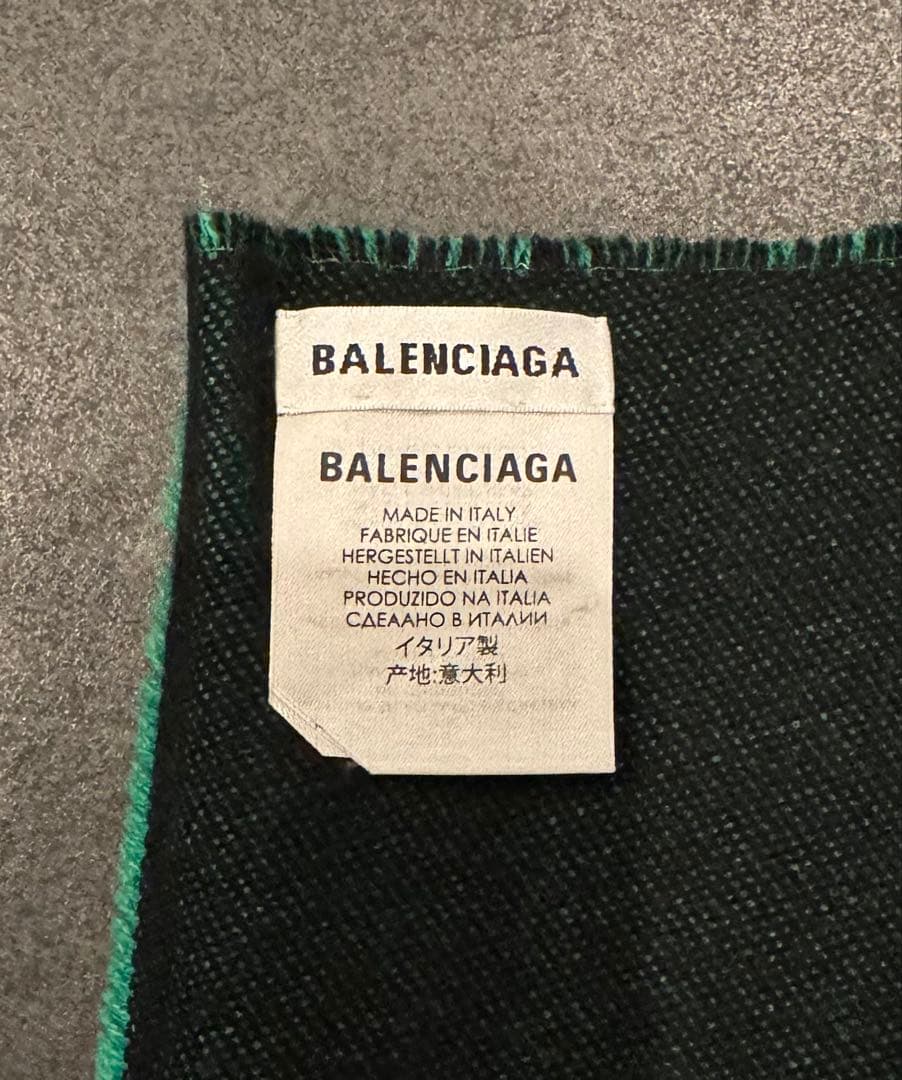 BALENCIAGA
BALENCIAGA
MADE IN ITALY
FABRIQUE EN ITALIE
HERGESTELLT IN ITALIEN
HECHO EN ITALIA
PRODUZIDO NA ITALIA
СДЕЛАНО В ИТАЛИИ
イタリア製
产地:意大利